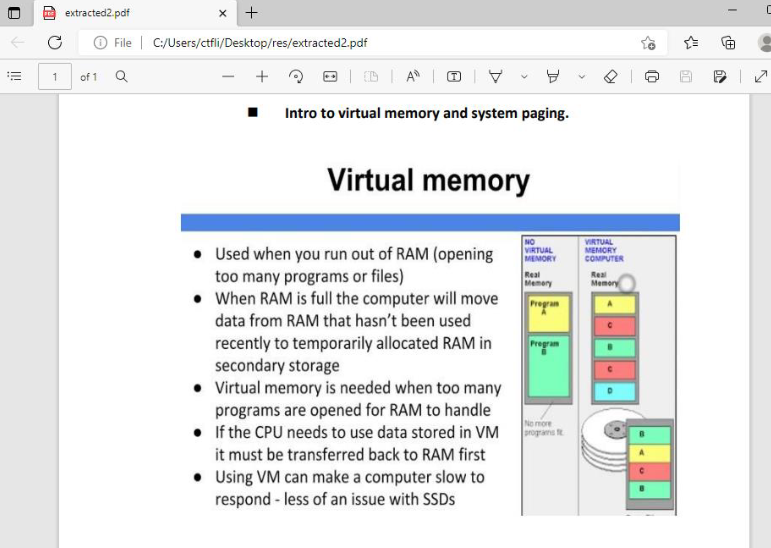 extracted2.pdf
File | C:/Users/ctfli/Desktop/res/extracted2.pdf
1 of 1
Intro to virtual memory and system paging.
Virtual memory
● Used when you run out of RAM (opening
too many programs or files)
● When RAM is full the computer will move
data from RAM that hasn't been used
recently to temporarily allocated RAM in
secondary storage
● Virtual memory is needed when too many
programs are opened for RAM to handle
● If the CPU needs to use data stored in VM
it must be transferred back to RAM first
● Using VM can make a computer slow to
respond - less of an issue with SSDs
NO
VIRTUAL
MEMORY
Real
Memory
Program
A
Program
B
No more
programs fit.
VIRTUAL
MEMORY
COMPUTER
Real
Memory
A
C
B
C
D
B
A
C
B